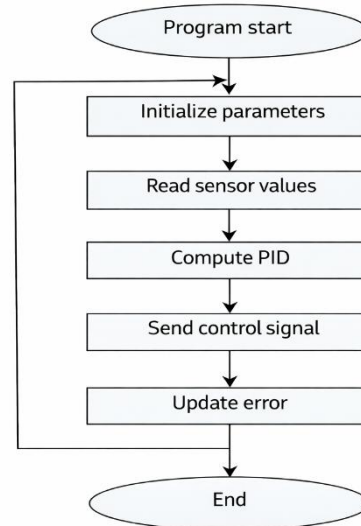 Program start
Initialize parameters
Read sensor values
Compute PID
Send control signal
Update error
End